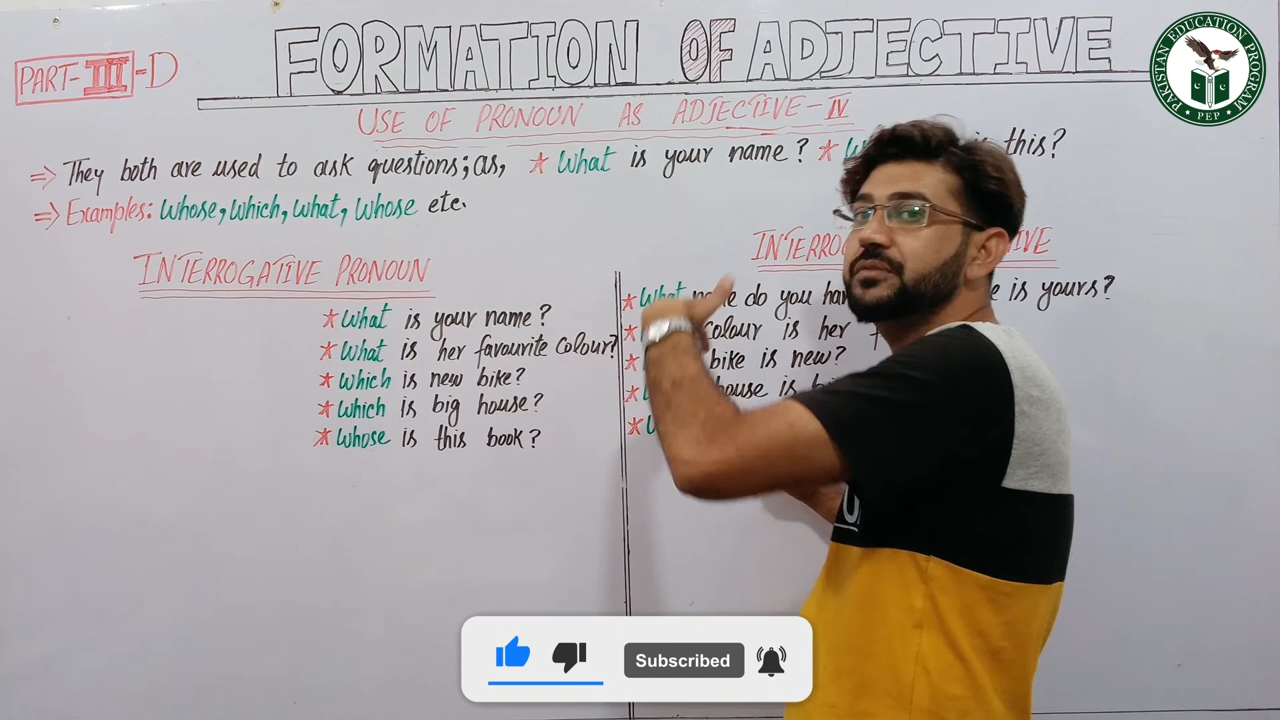 FORMATION OF ADJECTIVE
PART-III-D
USE OF PRONOUN AS ADJECTIVE-IV
⇒ They both are used to ask questions; as, * What is your name? * is this?
⇒ Examples: Whose, Which, What, Whose etc.
INTERROGATIVE PRONOUN
* What is your name?
* What is her favourite colour?
* Which is new bike?
* Which is big house?
* Whose is this book?
* What do you is yours?
* colour is her
* bike is new?
* house is
*
PAKISTAN EDUCATION PROGRAM
PEP
Subscribed